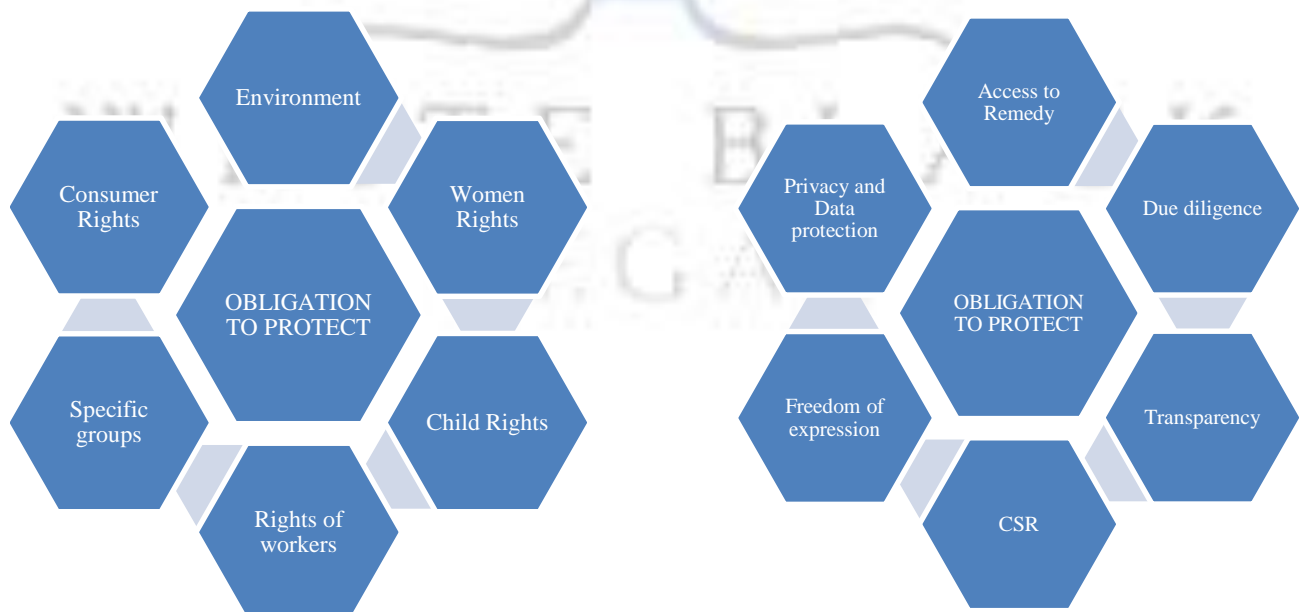 Environment
Women
Rights
Child Rights
Rights of
workers
Specific
groups
Consumer
Rights
OBLIGATION
TO PROTECT
Access to
Remedy
Due diligence
Transparency
CSR
Freedom of
expression
Privacy and
Data
protection
OBLIGATION
TO PROTECT